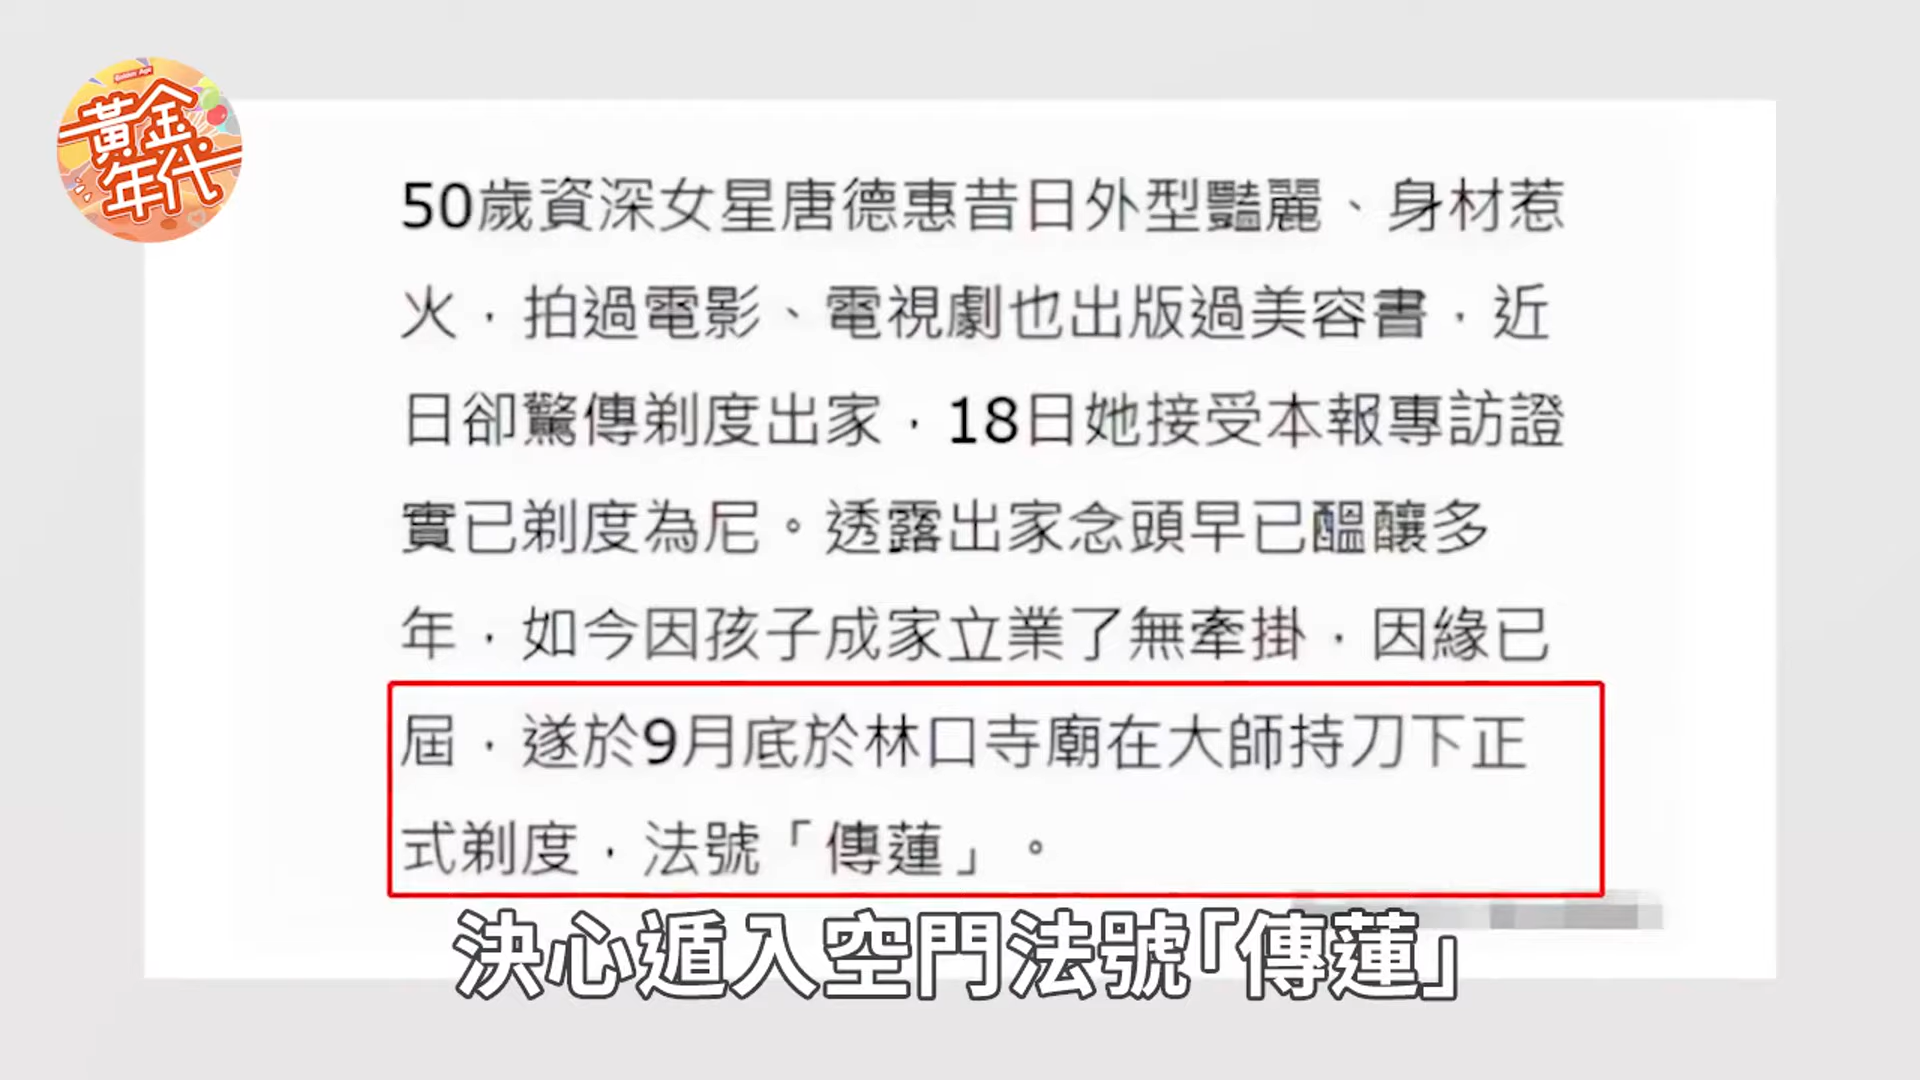 Golden Age
黃金
年代
50歲資深女星唐德惠昔日外型豔麗、身材惹
火，拍過電影、電視劇也出版過美容書，近
日卻驚傳剃度出家，18日她接受本報專訪證
實已剃度為尼。透露出家念頭早已醞釀多
年，如今因孩子成家立業了無牽掛，因緣已
屆，遂於9月底於林口寺廟在大師持刀下正
式剃度，法號「傳蓮」。
決心遁入空門法號「傳蓮」